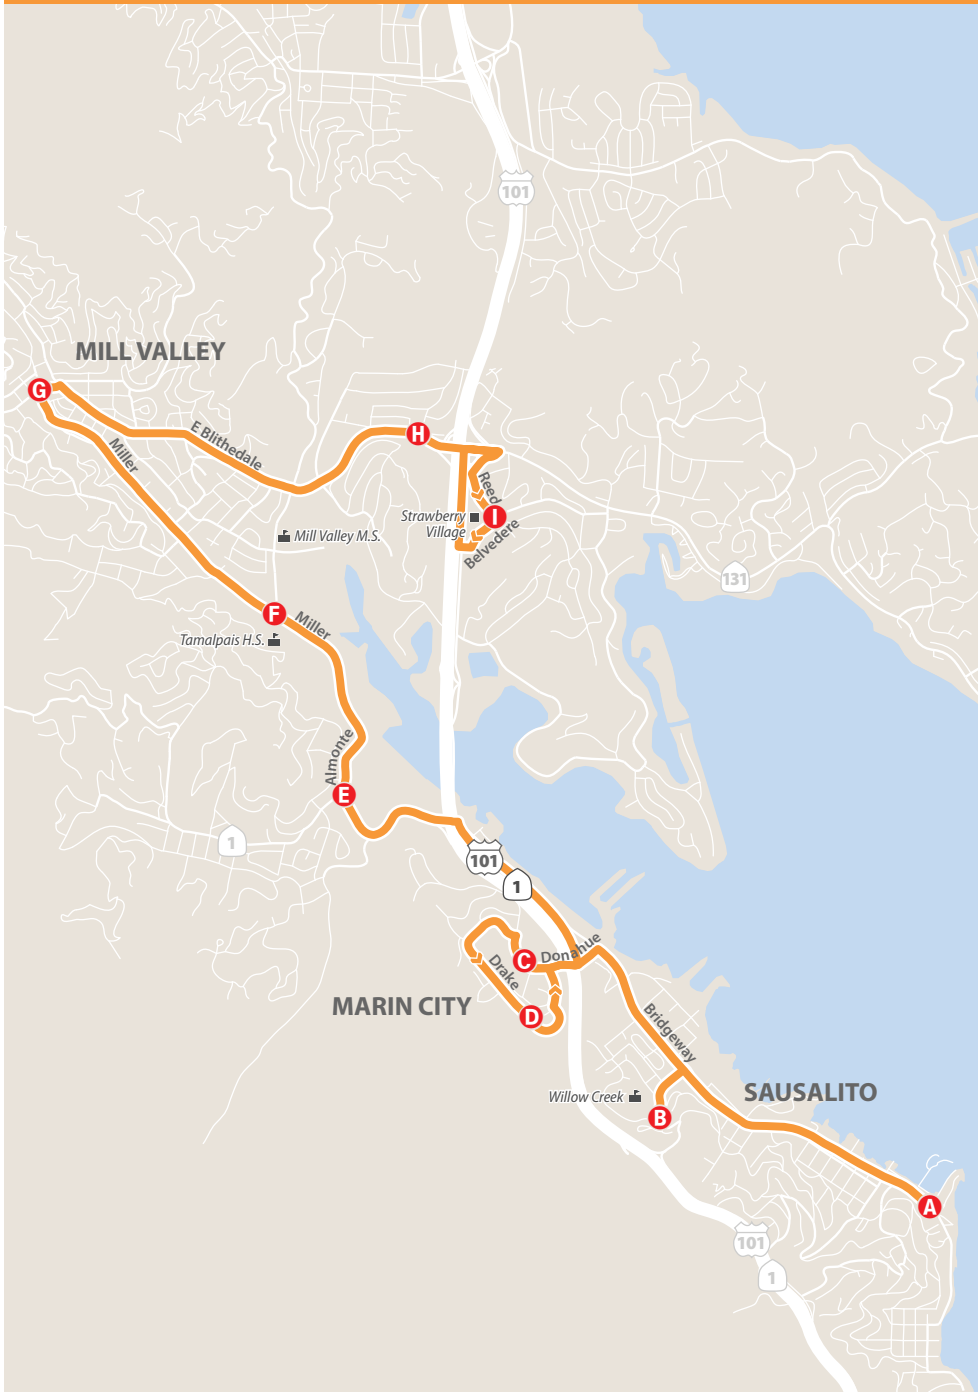 101
MILL VALLEY
G
E Blithedale
H
Miller
Reed
Strawberry
Village
I
Belvedere
Mill Valley M.S.
131
F
Miller
Tamalpais H.S.
Almonte
E
1
101
1
Donahue
C
Drake
MARIN CITY
D
Bridgeway
SAUSALITO
Willow Creek
B
A
101
1